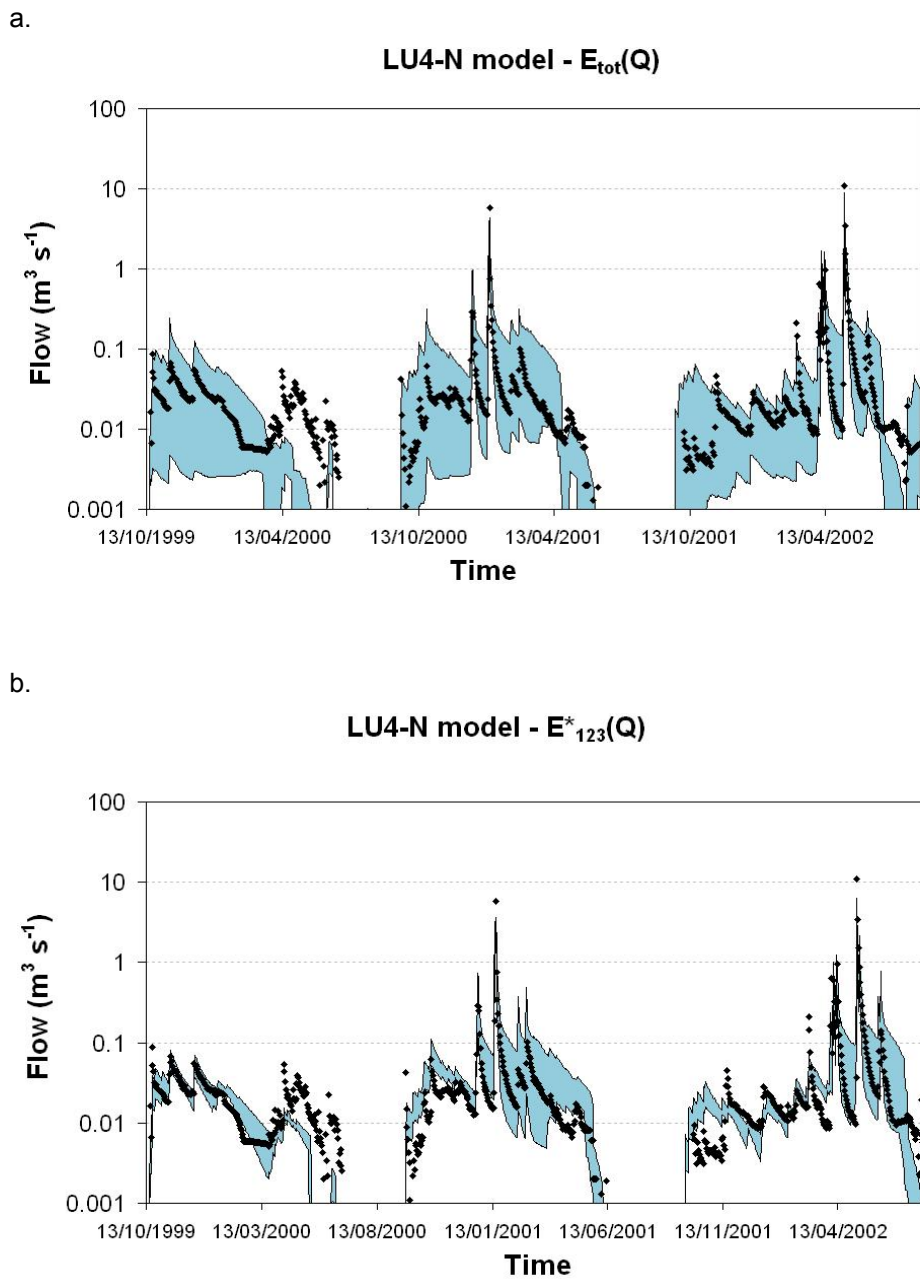 a.
LU4-N model - Etot(Q)
100
10
1
0.1
0.01
0.001
Flow (m³ s⁻¹)
13/10/1999 13/04/2000 13/10/2000 13/04/2001 13/10/2001 13/04/2002
Time
b.
LU4-N model - E*123(Q)
100
10
1
0.1
0.01
0.001
Flow (m³ s⁻¹)
13/10/1999 13/03/2000 13/08/2000 13/01/2001 13/06/2001 13/11/2001 13/04/2002
Time